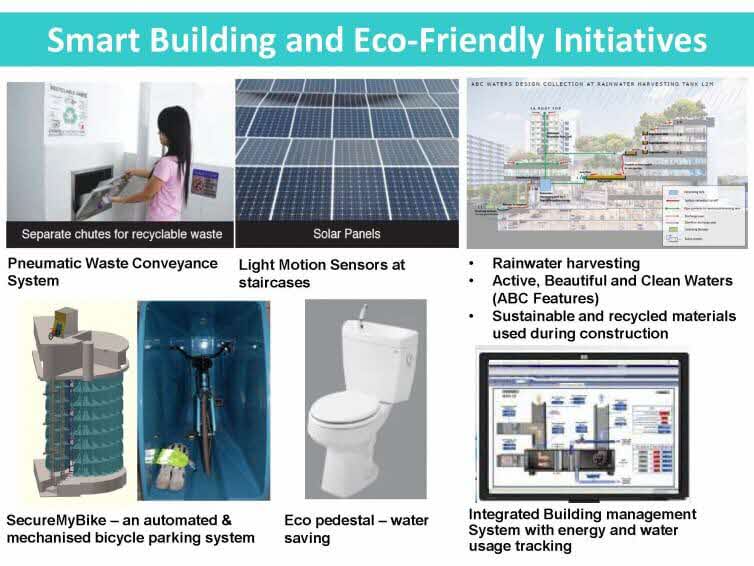 Smart Building and Eco-Friendly Initiatives
Separate chutes for recyclable waste
Solar Panels
ABC WATERS DESIGN COLLECTION AT RAINWATER HARVESTING TANK L2M
Pneumatic Waste Conveyance
System
Light Motion Sensors at
staircases
• Rainwater harvesting
• Active, Beautiful and Clean Waters
(ABC Features)
• Sustainable and recycled materials
used during construction
SecureMyBike – an automated &
mechanised bicycle parking system
Eco pedestal – water
saving
Integrated Building management
System with energy and water
usage tracking